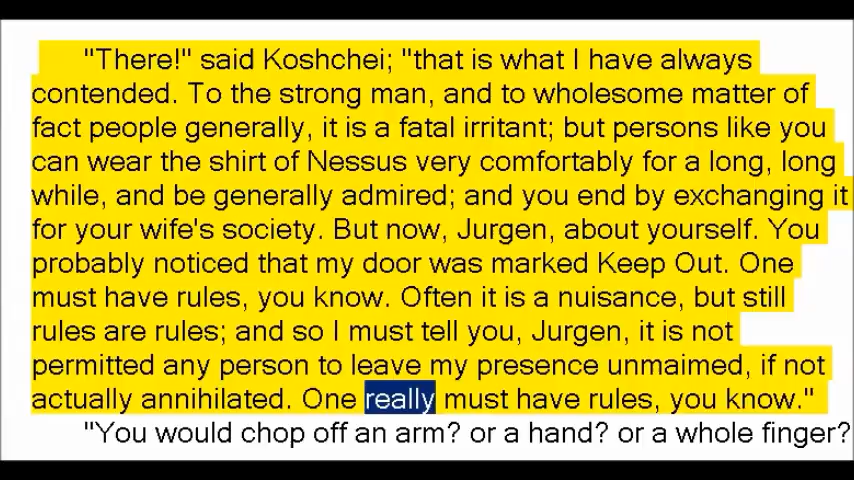 "There!" said Koshchei; "that is what I have always
contended. To the strong man, and to wholesome matter of
fact people generally, it is a fatal irritant; but persons like you
can wear the shirt of Nessus very comfortably for a long, long
while, and be generally admired; and you end by exchanging it
for your wife's society. But now, Jurgen, about yourself. You
probably noticed that my door was marked Keep Out. One
must have rules, you know. Often it is a nuisance, but still
rules are rules; and so I must tell you, Jurgen, it is not
permitted any person to leave my presence unmaimed, if not
actually annihilated. One really must have rules, you know."
"You would chop off an arm? or a hand? or a whole finger?